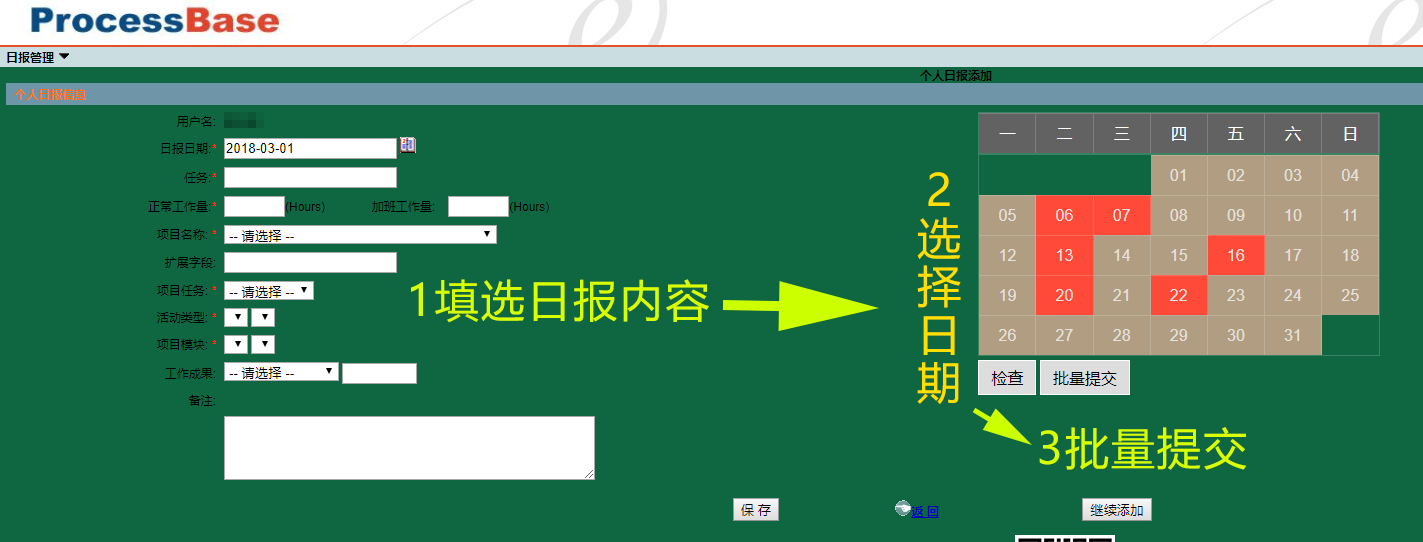 ProcessBase
日报管理
个人日报添加
个人日报信息
用户名:
日报日期:* 2018-03-01
任务:*
正常工作量:* (Hours) 加班工作量: (Hours)
项目名称: * -- 请选择 --
扩展字段:
项目任务: * -- 请选择 --
活动类型: *
项目模块: *
工作成果: -- 请选择 --
备注:
1填选日报内容
2选择日期
一 二 三 四 五 六 日
01 02 03 04
05 06 07 08 09 10 11
12 13 14 15 16 17 18
19 20 21 22 23 24 25
26 27 28 29 30 31
检查 批量提交
3批量提交
保 存 返 回 继续添加